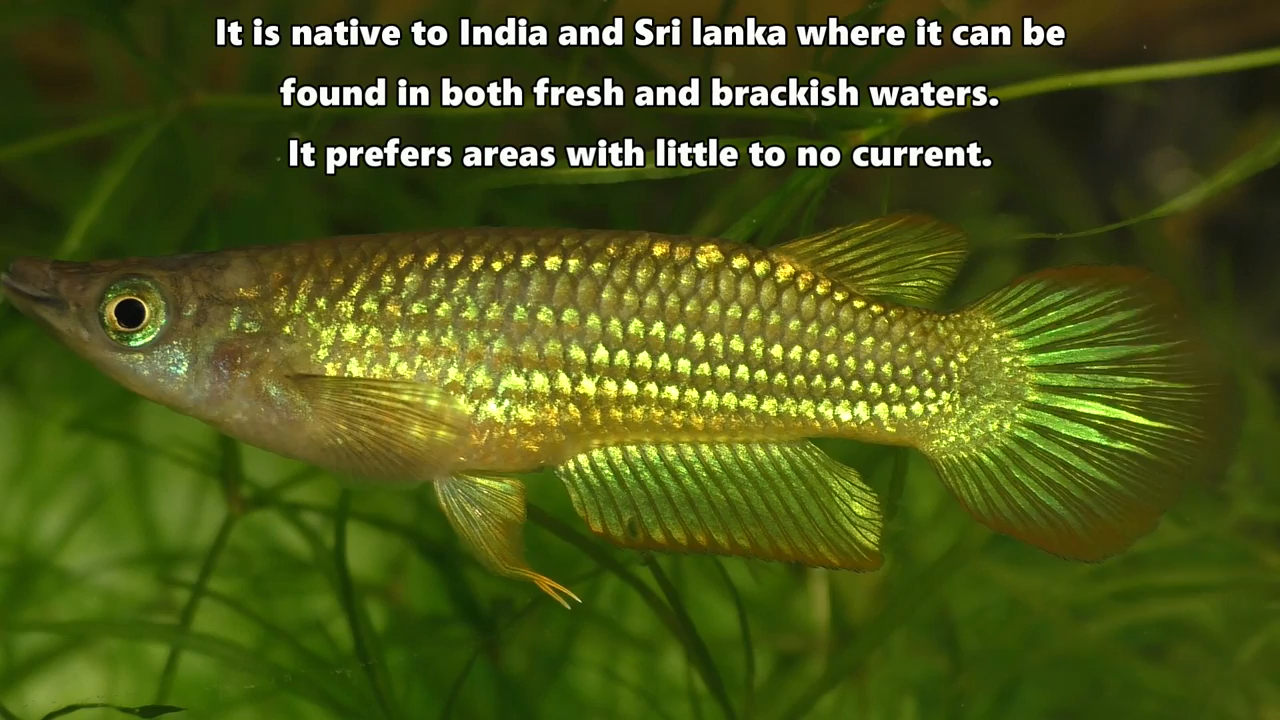 It is native to India and Sri lanka where it can be
found in both fresh and brackish waters.
It prefers areas with little to no current.